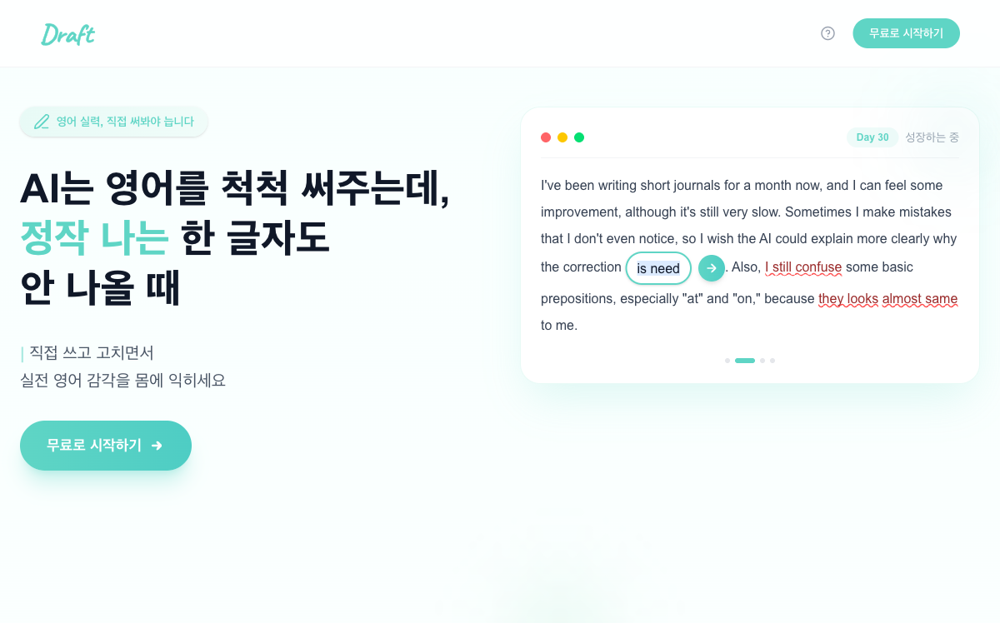 Draft
무료로 시작하기
영어 실력, 직접 써봐야 늡니다
AI는 영어를 척척 써주는데,
정작 나는 한 글자도
안 나올 때
| 직접 쓰고 고치면서
실전 영어 감각을 몸에 익히세요
무료로 시작하기
Day 30 성장하는 중
I've been writing short journals for a month now, and I can feel some
improvement, although it's still very slow. Sometimes I make mistakes
that I don't even notice, so I wish the AI could explain more clearly why
the correction is need . Also, I still confuse some basic
prepositions, especially "at" and "on," because they looks almost same
to me.